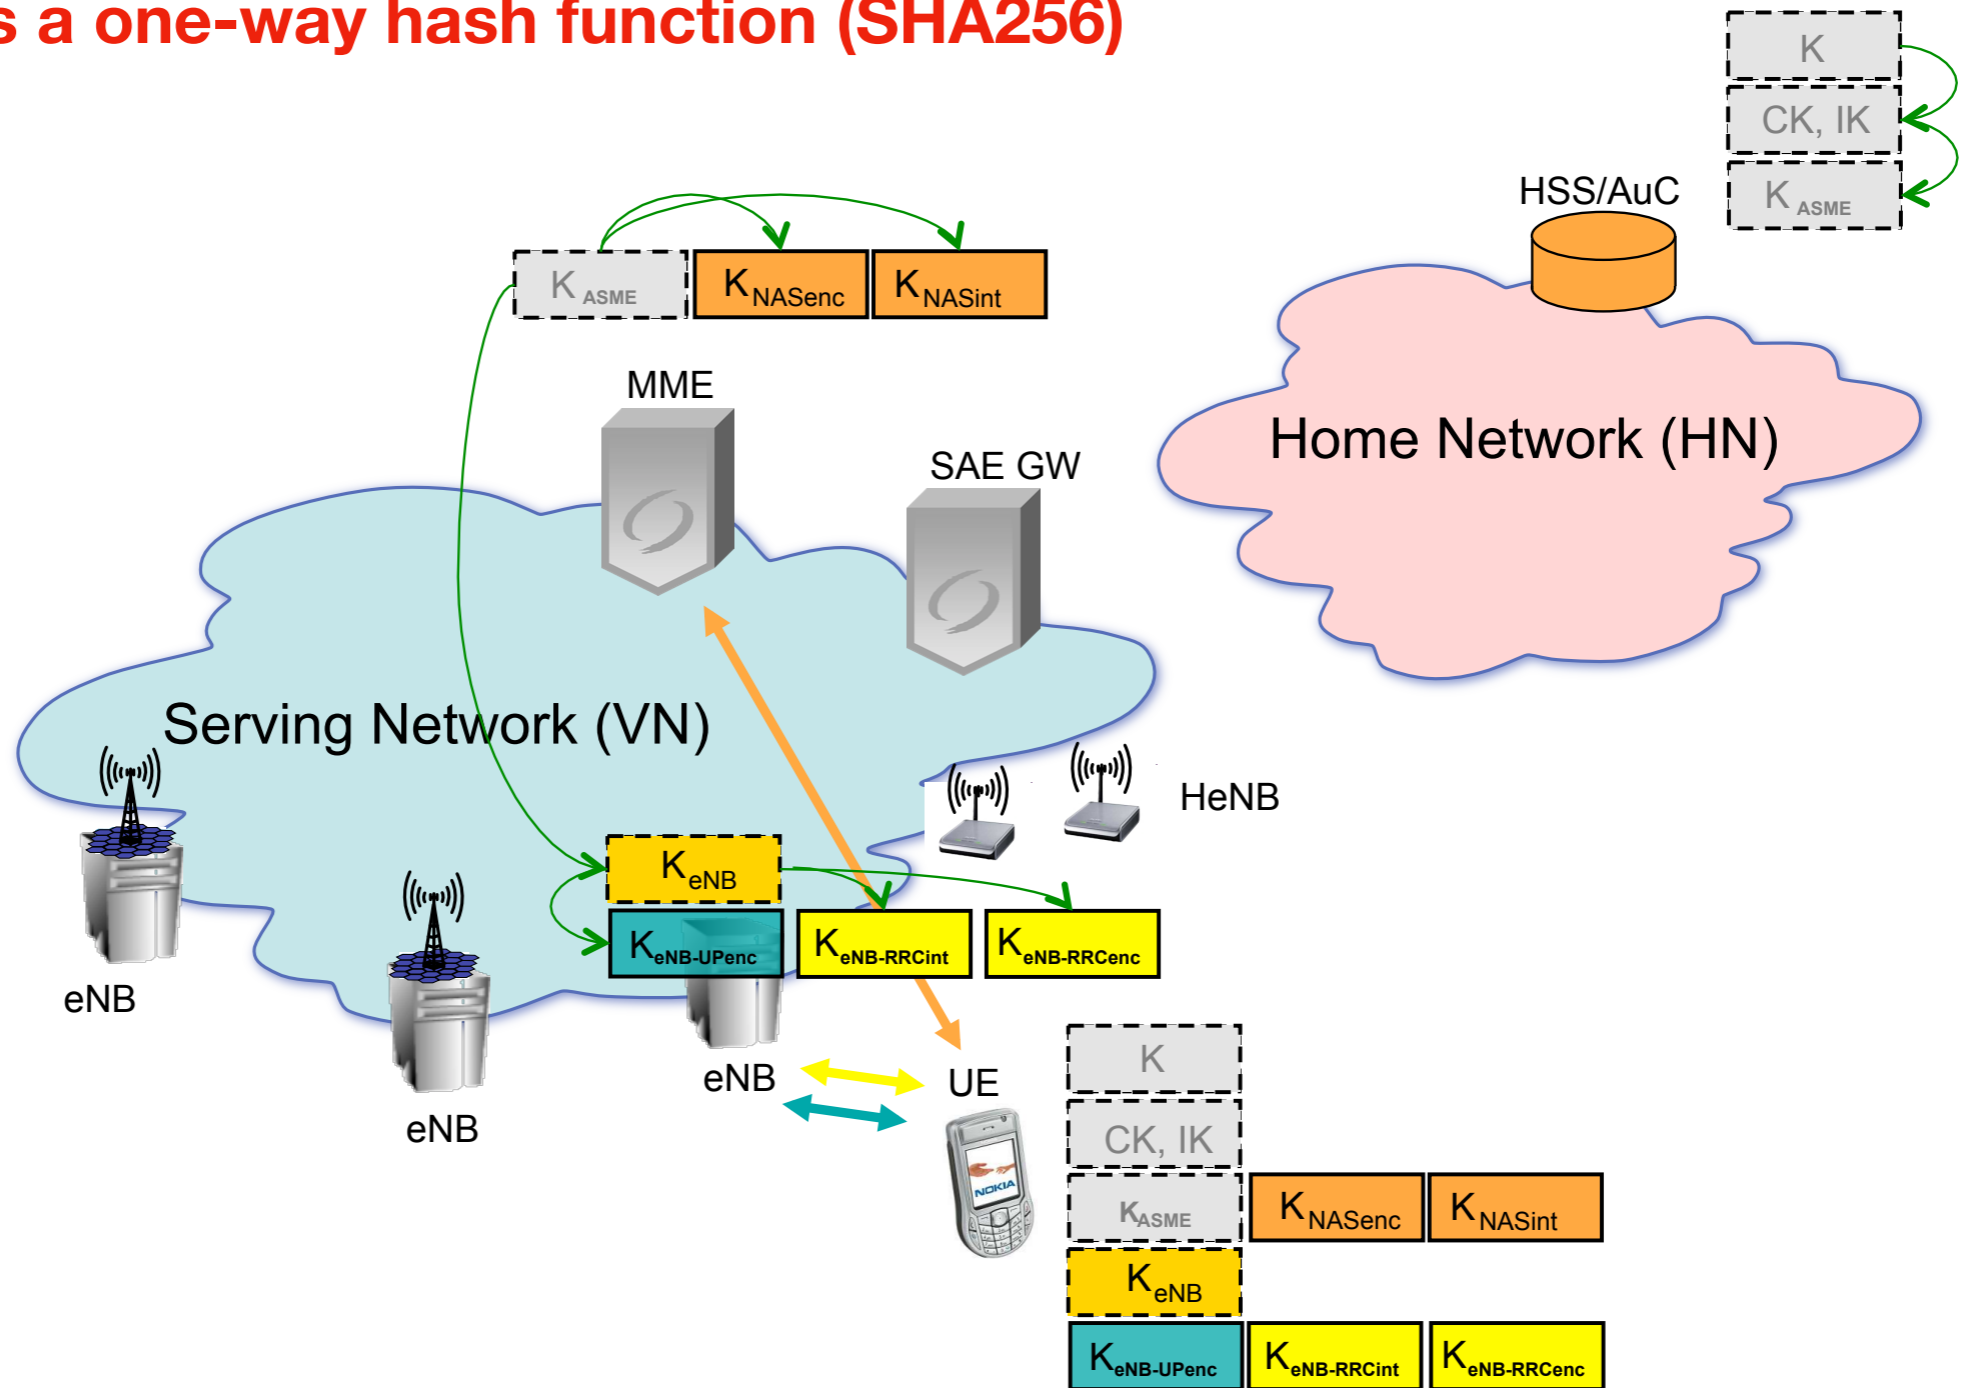 s a one-way hash function (SHA256)
K
CK, IK
K ASME
HSS/AuC
K ASME
K NASenc
K NASint
MME
SAE GW
Home Network (HN)
Serving Network (VN)
HeNB
K eNB
K eNB-UPenc
K eNB-RRCint
K eNB-RRCenc
eNB
eNB
eNB
UE
NOKIA
K
CK, IK
K ASME
K NASenc
K NASint
K eNB
K eNB-UPenc
K eNB-RRCint
K eNB-RRCenc